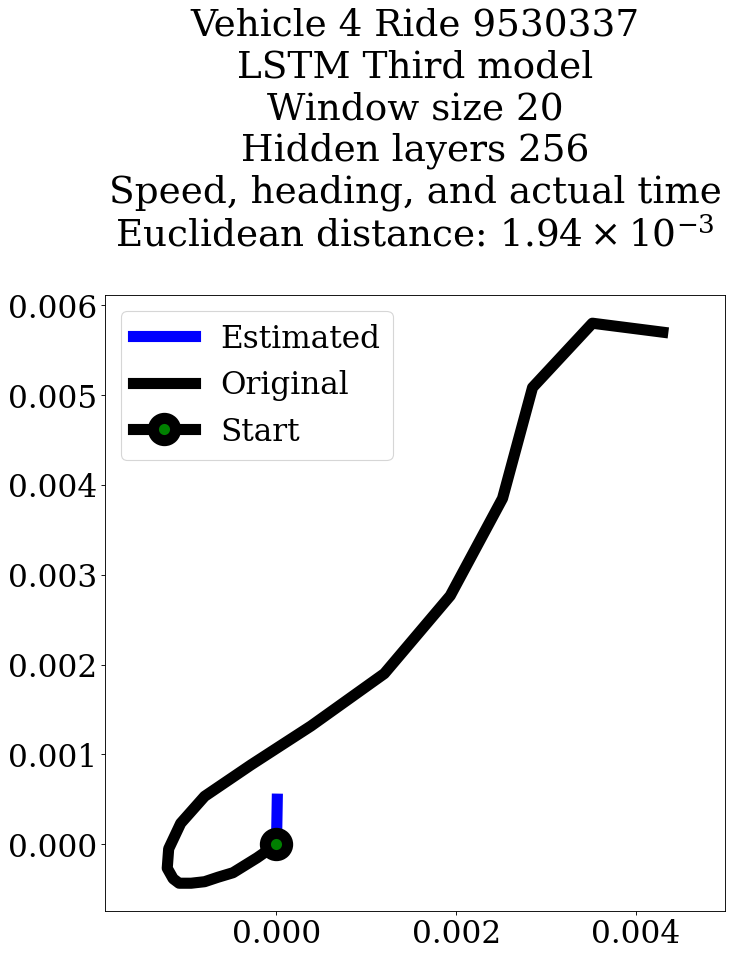 Vehicle 4 Ride 9530337
LSTM Third model
Window size 20
Hidden layers 256
Speed, heading, and actual time
Euclidean distance: 1.94 × 10⁻³
Estimated
Original
Start
0.006
0.005
0.004
0.003
0.002
0.001
0.000
0.000 0.002 0.004